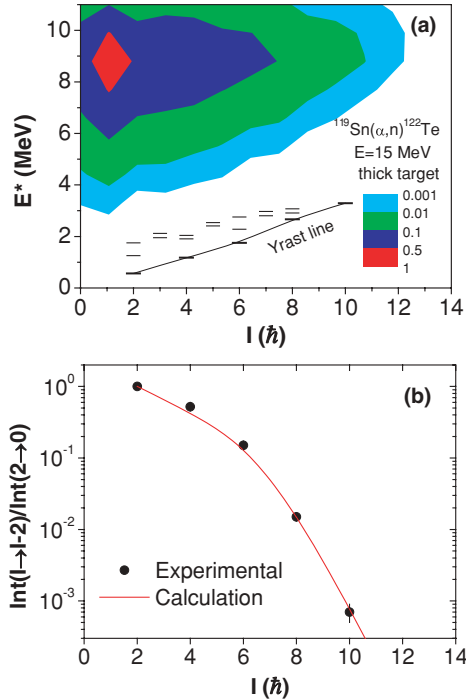 (a)
E* (MeV)
10
8
6
4
2
0
¹¹⁹Sn(α,n)¹²²Te
E=15 MeV
thick target
0.001
0.01
0.1
0.5
1
Yrast line
0 2 4 6 8 10 12 14
I (ħ)
(b)
Int(I→I-2)/Int(2→0)
10⁰
10⁻¹
10⁻²
10⁻³
Experimental
Calculation
0 2 4 6 8 10 12 14
I (ħ)